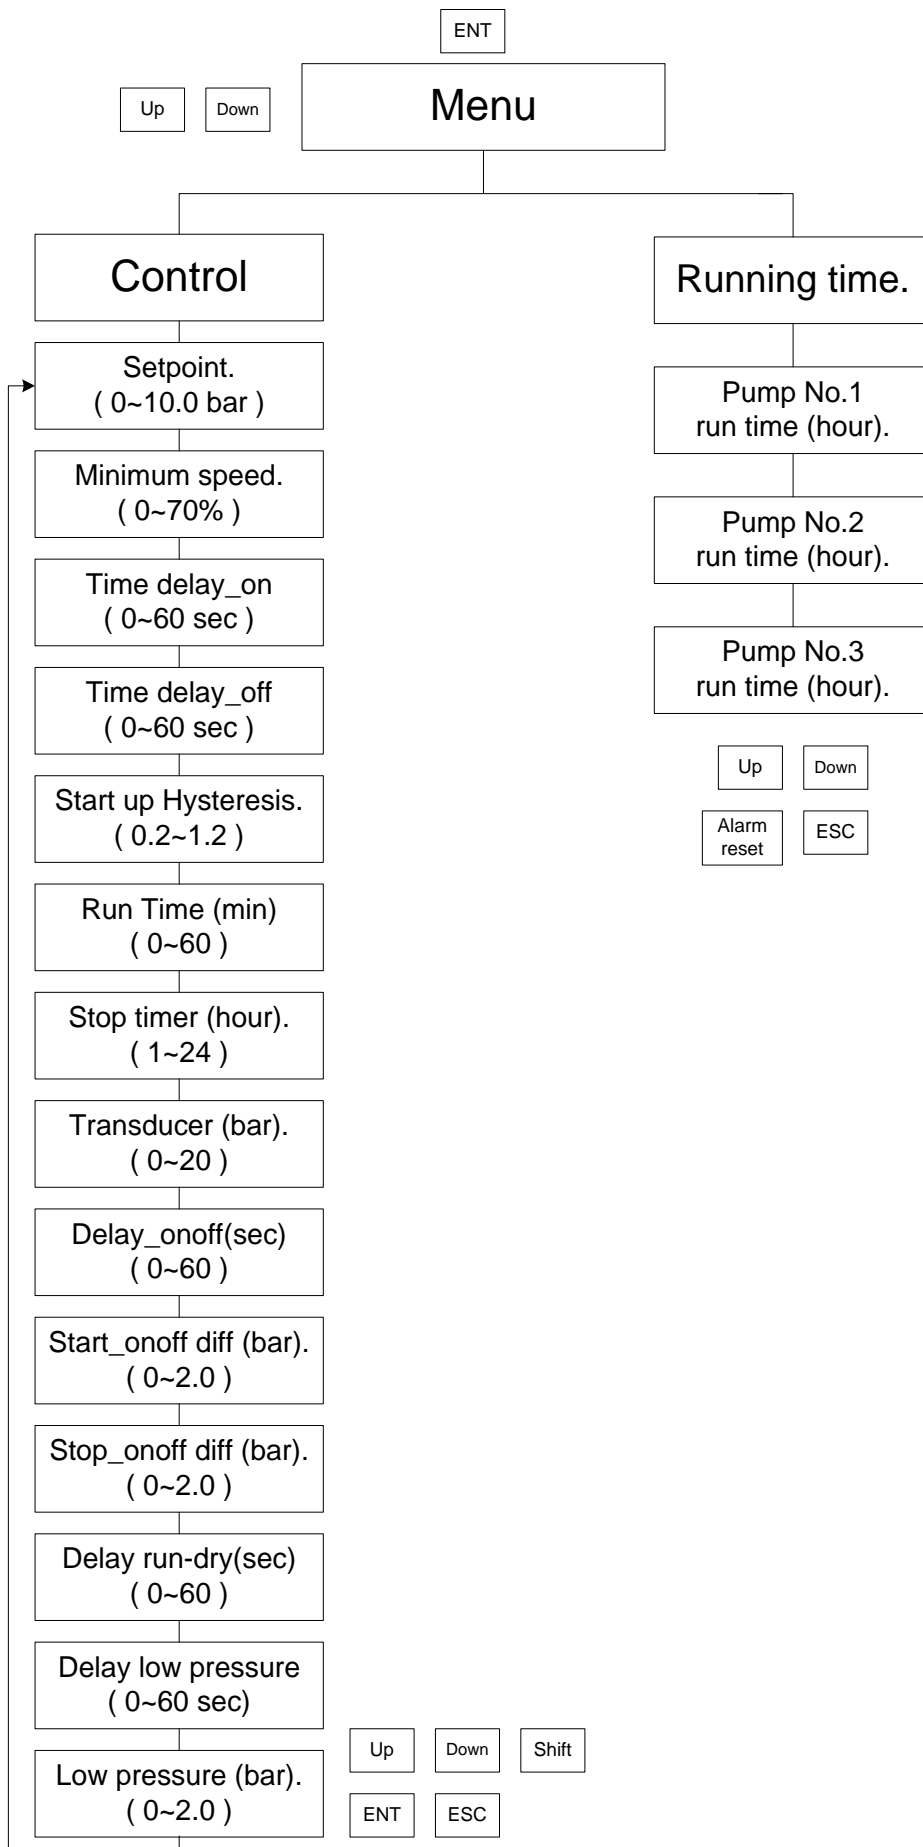 ENT
Up
Down
Menu
Control
Setpoint.
( 0~10.0 bar )
Minimum speed.
( 0~70% )
Time delay_on
( 0~60 sec )
Time delay_off
( 0~60 sec )
Start up Hysteresis.
( 0.2~1.2 )
Run Time (min)
( 0~60 )
Stop timer (hour).
( 1~24 )
Transducer (bar).
( 0~20 )
Delay_onoff(sec)
( 0~60 )
Start_onoff diff (bar).
( 0~2.0 )
Stop_onoff diff (bar).
( 0~2.0 )
Delay run-dry(sec)
( 0~60 )
Delay low pressure
( 0~60 sec)
Low pressure (bar).
( 0~2.0 )
Up
Down
Shift
ENT
ESC
Running time.
Pump No.1
run time (hour).
Pump No.2
run time (hour).
Pump No.3
run time (hour).
Up
Down
Alarm
reset
ESC